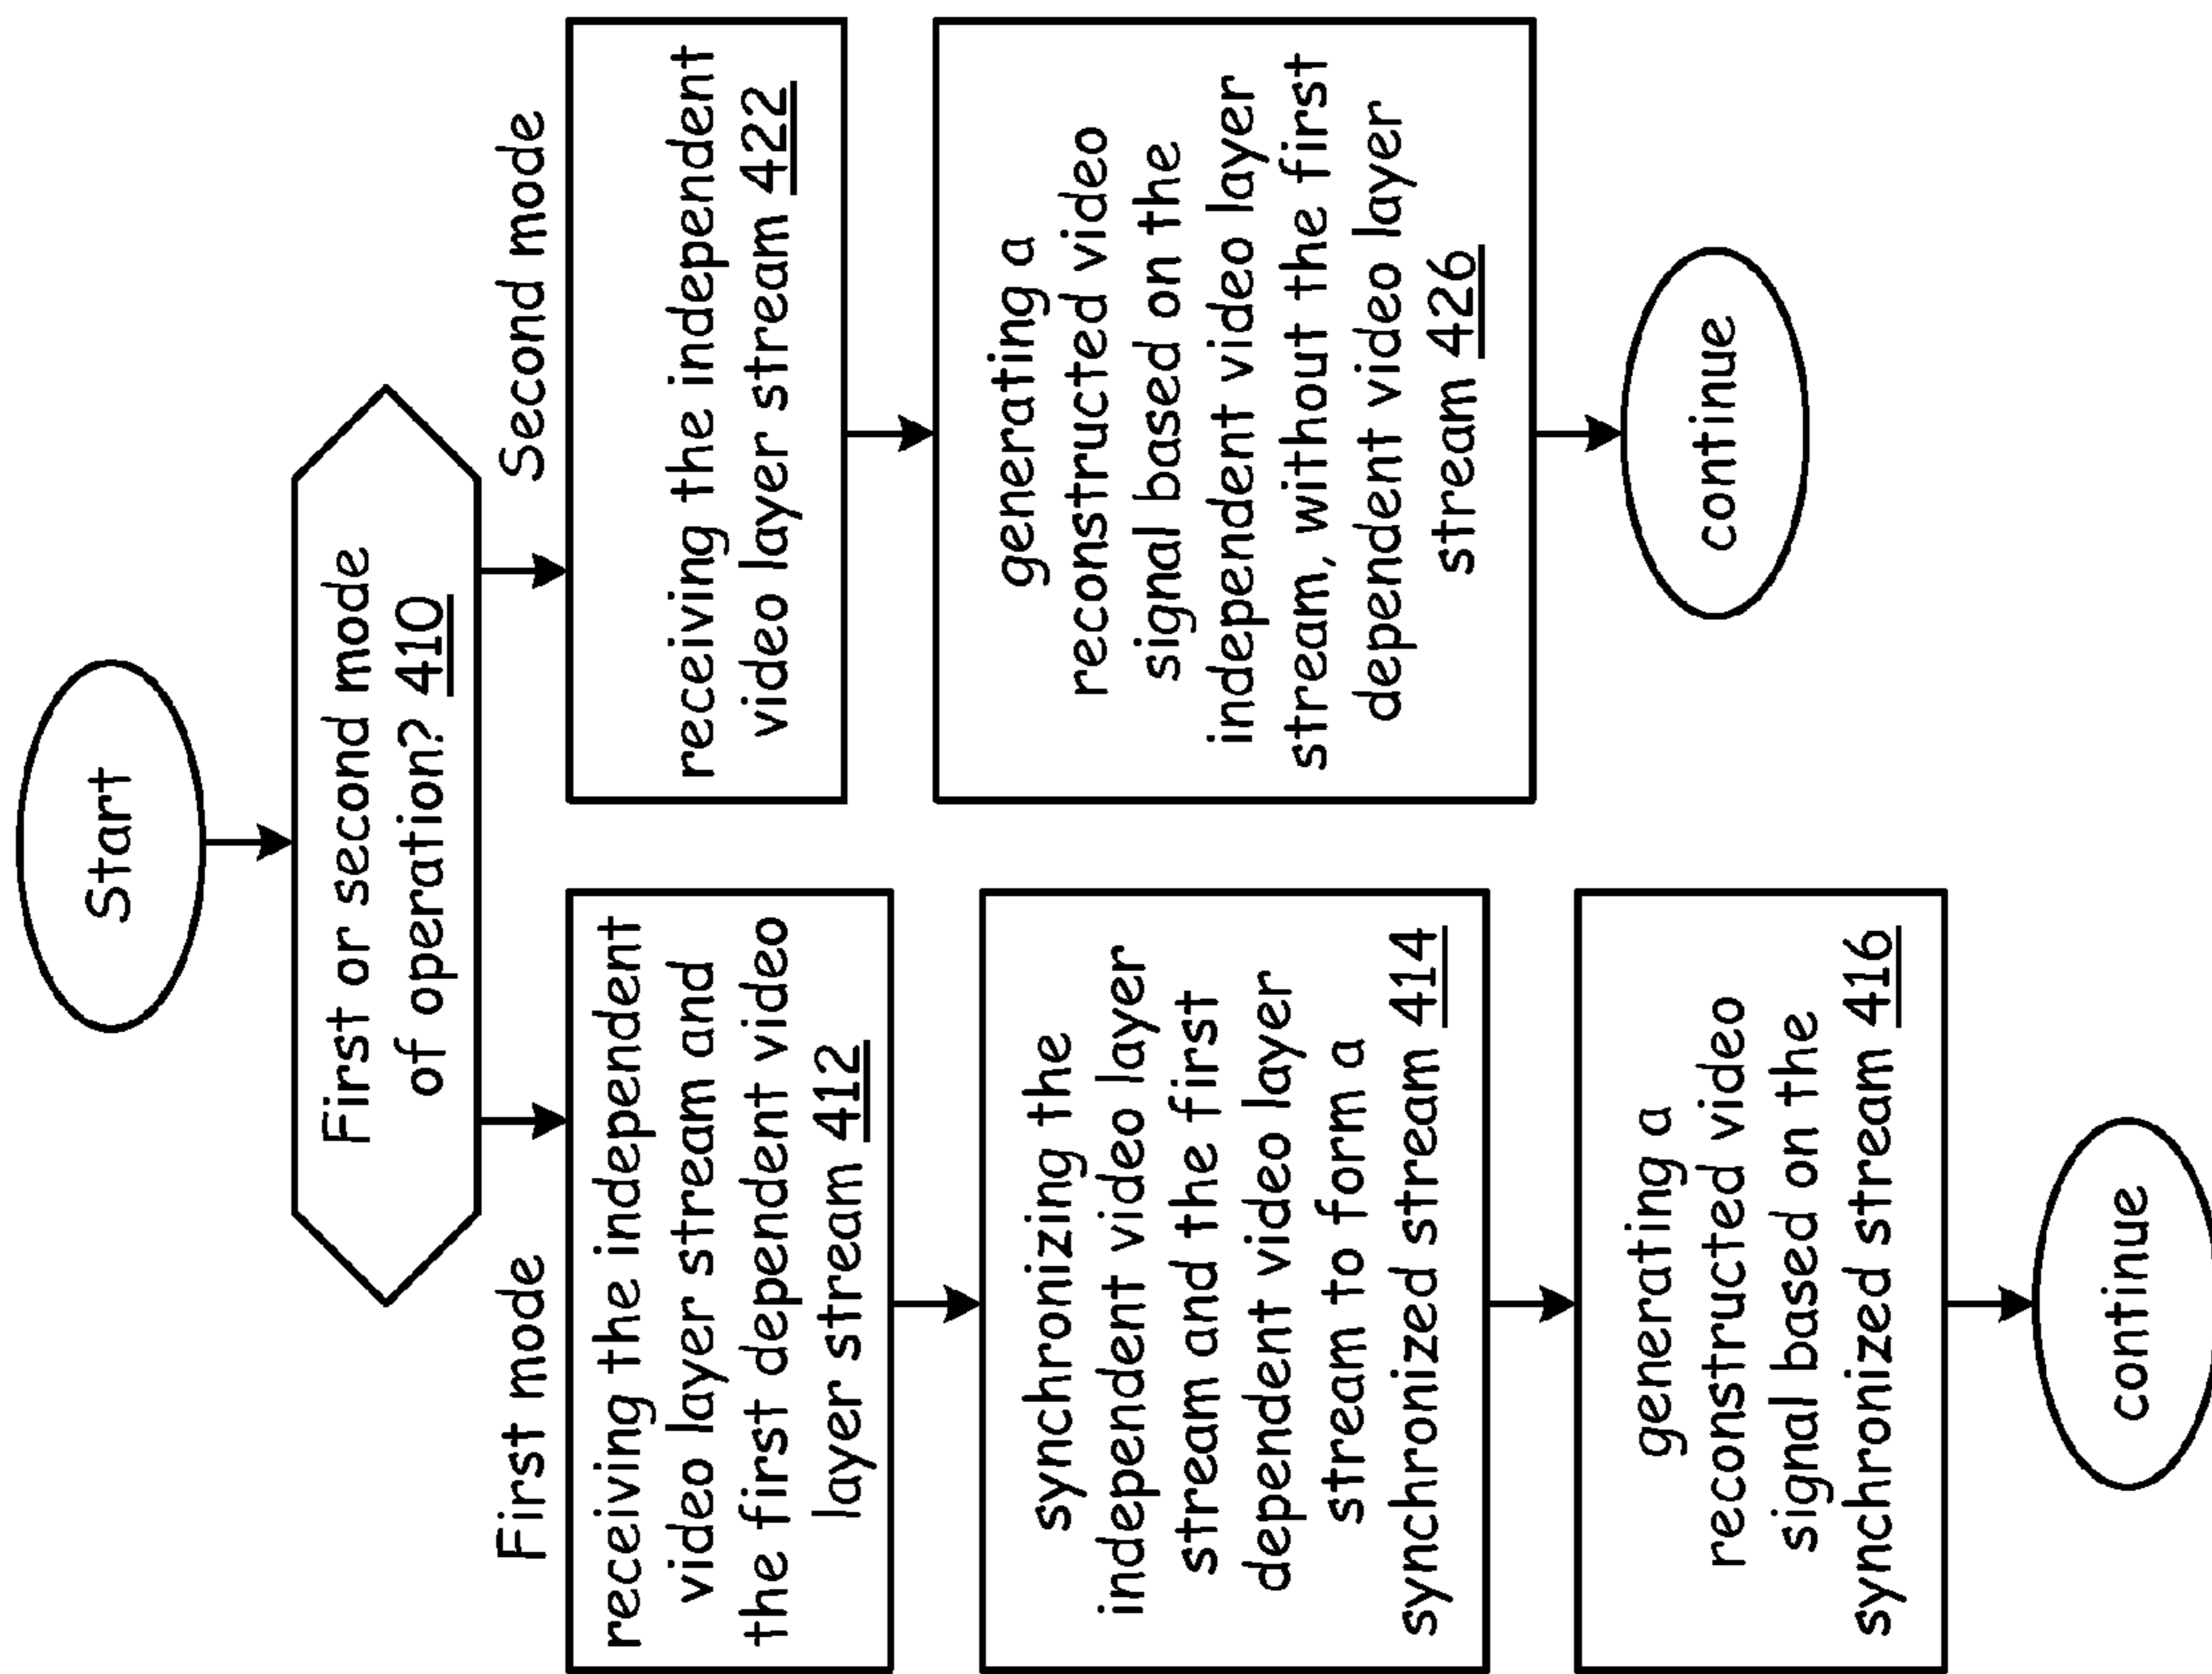 Start
First or second mode
of operation? 410
First mode
receiving the independent
video layer stream and
the first dependent video
layer stream 412
synchronizing the
independent video layer
stream and the first
dependent video layer
stream to form a
synchronized stream 414
generating a
reconstructed video
signal based on the
synchronized stream 416
continue
Second mode
receiving the independent
video layer stream 422
generating a
reconstructed video
signal based on the
independent video layer
stream, without the first
dependent video layer
stream 426
continue